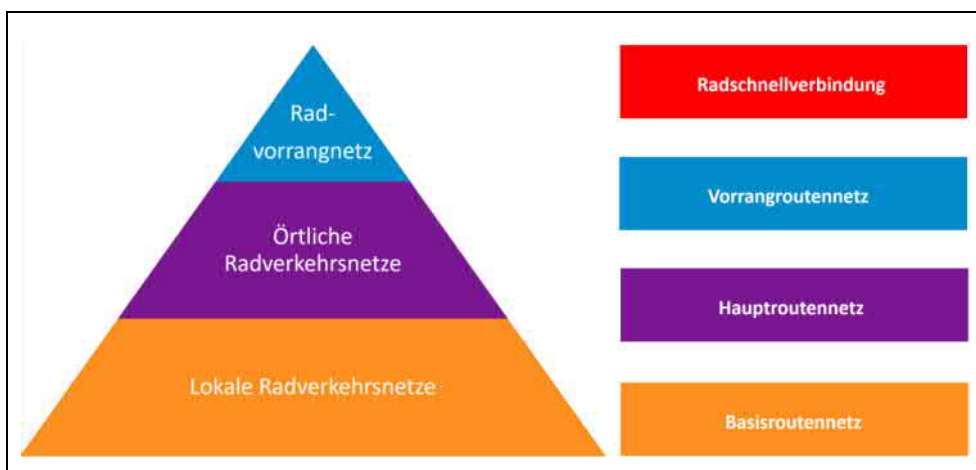 Rad-
vorrangnetz
Örtliche
Radverkehrsnetze
Lokale Radverkehrsnetze
Radschnellverbindung
Vorrangroutennetz
Hauptroutennetz
Basisroutennetz